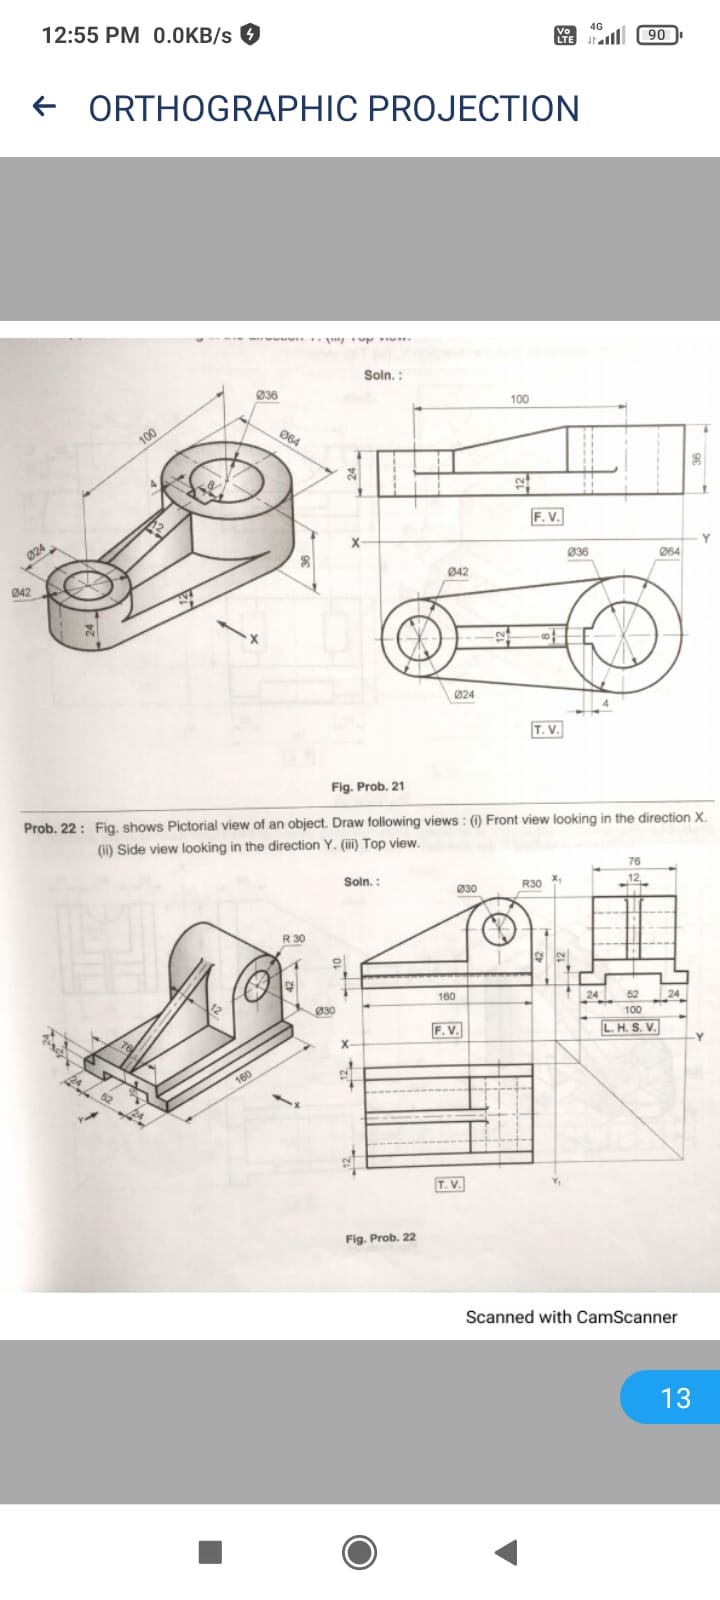 12:55 PM 0.0KB/s
Vo LTE 4G 90
ORTHOGRAPHIC PROJECTION
Soln. :
Ø36
100
Ø64
4
8
12
Ø24
Ø42
36
12
24
X
100
24
12
36
F. V.
X
Y
Ø36
Ø64
Ø42
12
8
Ø24
4
T. V.
Fig. Prob. 21
Prob. 22 : Fig. shows Pictorial view of an object. Draw following views : (i) Front view looking in the direction X.
(ii) Side view looking in the direction Y. (iii) Top view.
Soln. :
R 30
42
Ø30
12
76
24
12
24
52
24
160
X
Y
Ø30
R30
X₁
76
12
10
42
12
160
24
52
24
100
F. V.
L. H. S. V.
X
Y
12
12
T. V.
Y₁
Fig. Prob. 22
Scanned with CamScanner
13